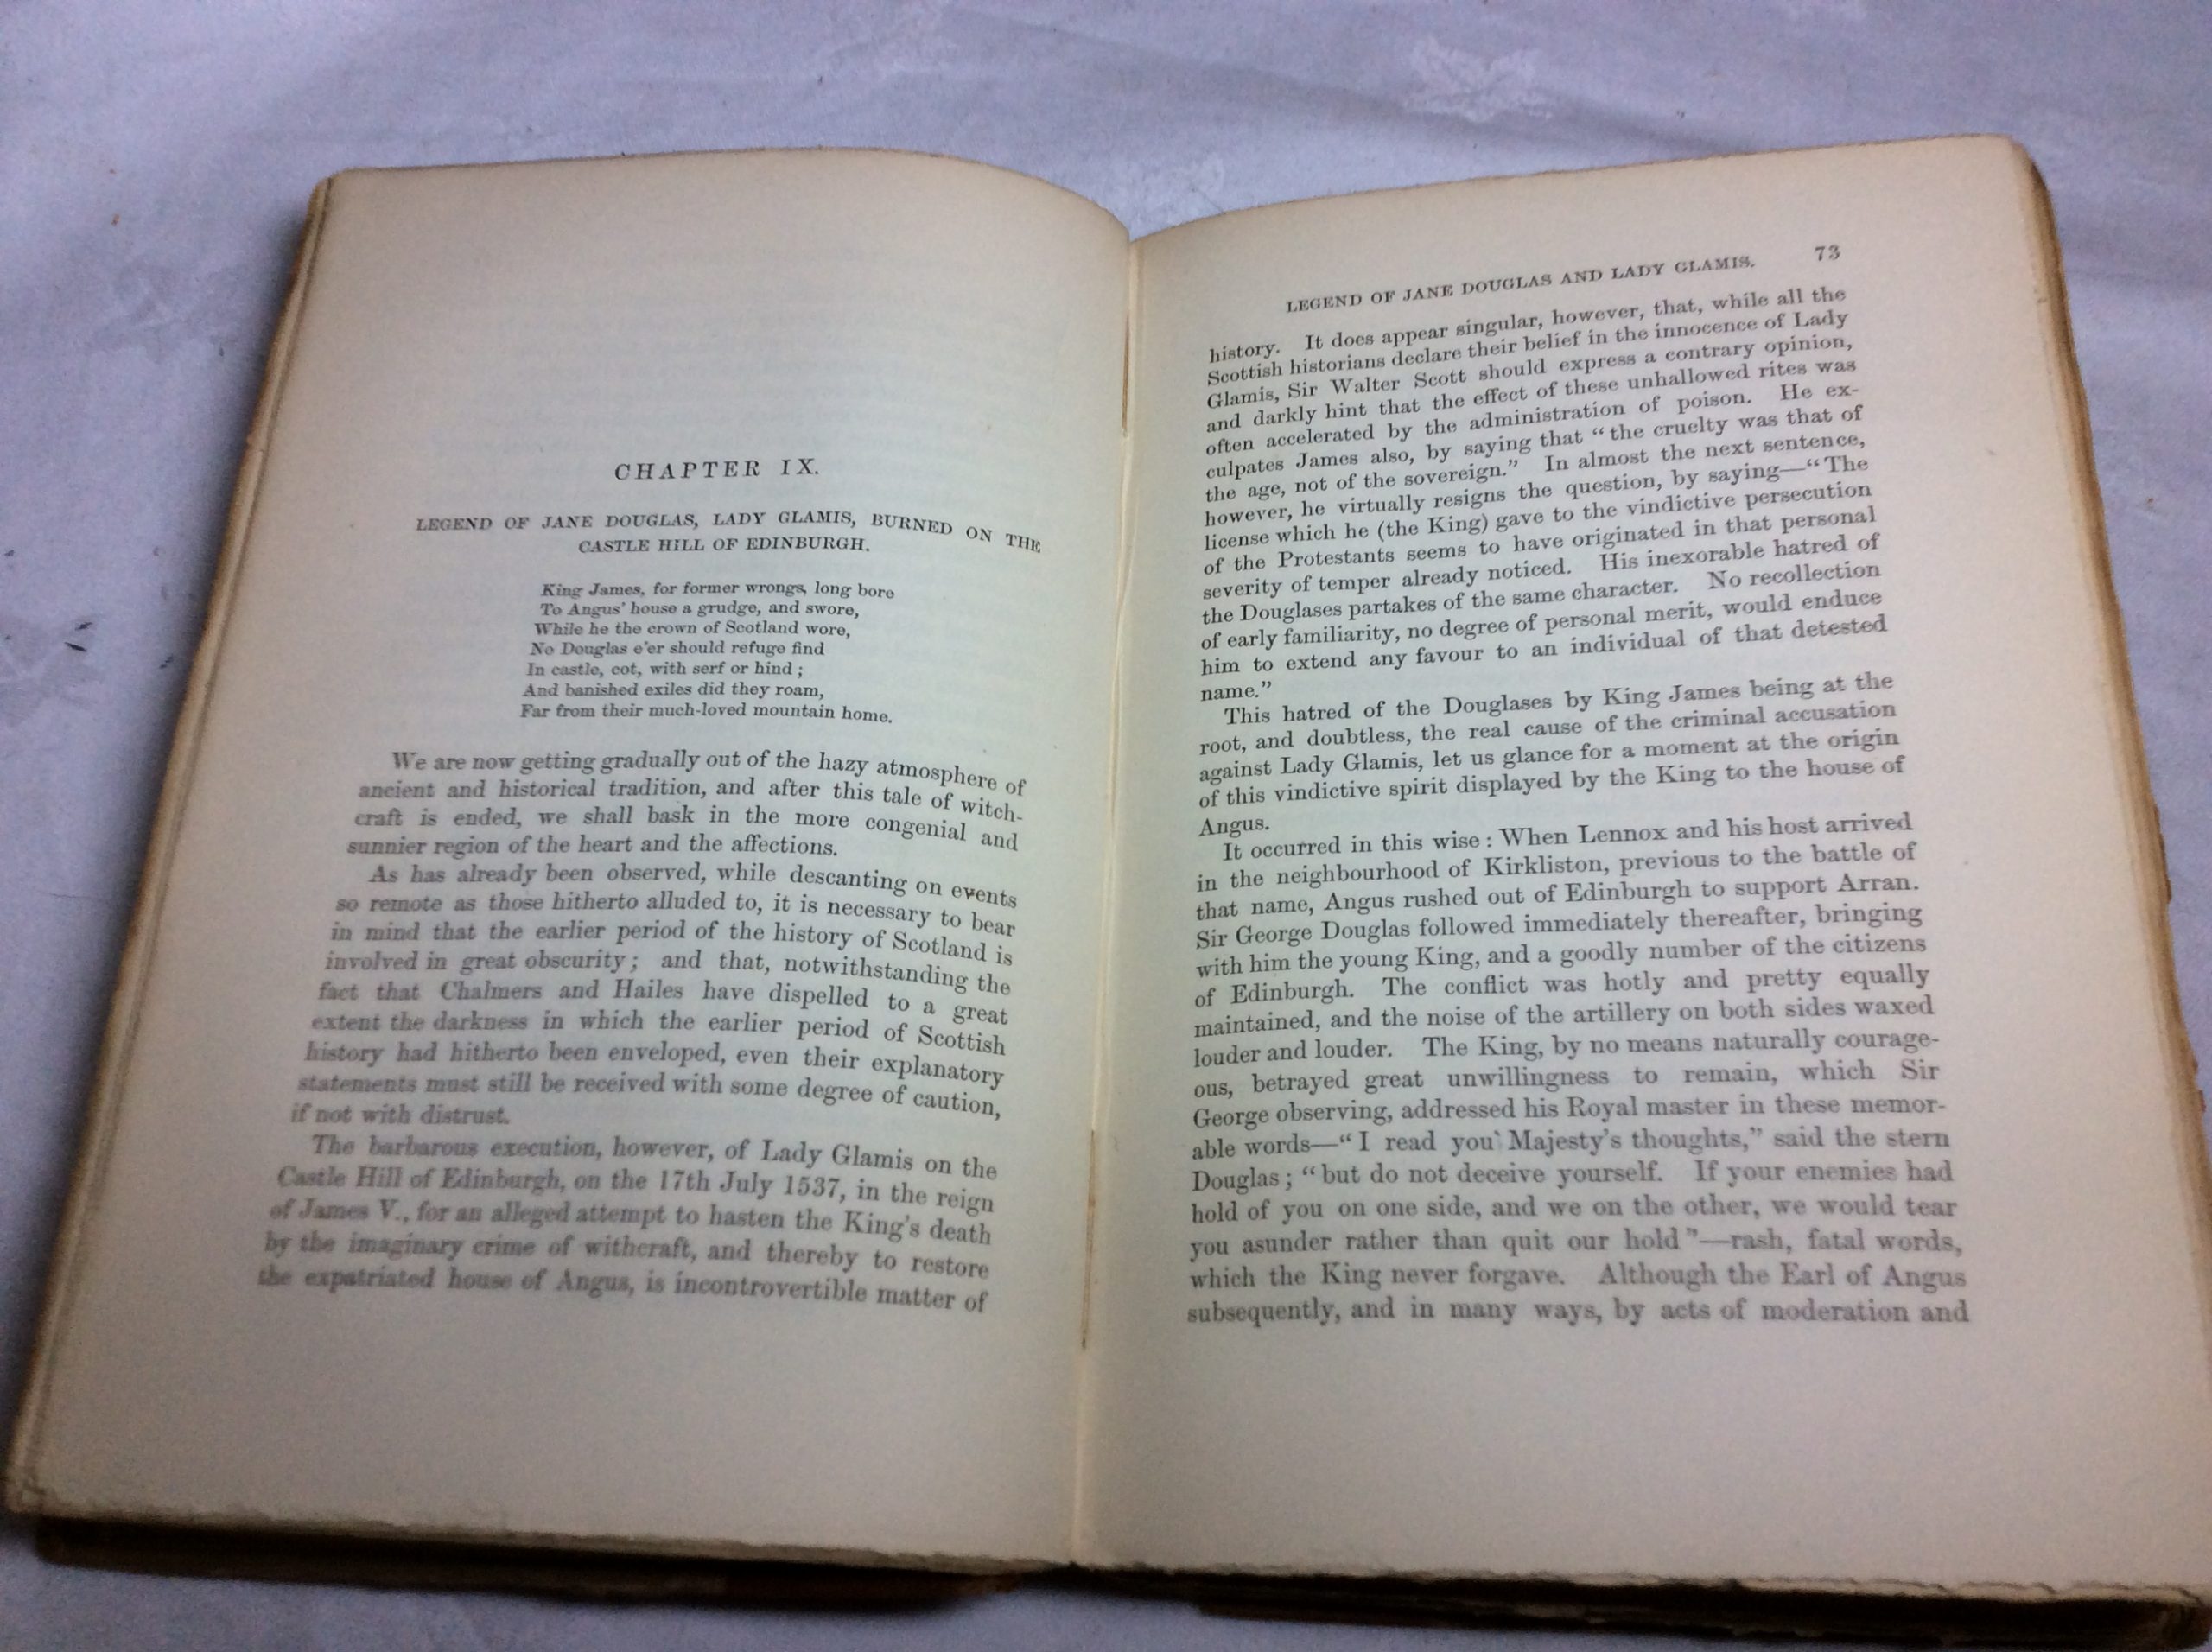 CHAPTER IX.
LEGEND OF JANE DOUGLAS, LADY GLAMIS, BURNED ON THE
CASTLE HILL OF EDINBURGH.
King James, for former wrongs, long bore
To Angus' house a grudge, and swore,
While he the crown of Scotland wore,
No Douglas e'er should refuge find
In castle, cot, with serf or hind;
And banished exiles did they roam,
Far from their much-loved mountain home.
We are now getting gradually out of the hazy atmosphere of
ancient and historical tradition, and after this tale of witch-
craft is ended, we shall bask in the more congenial and
sunnier region of the heart and the affections.
As has already been observed, while descanting on events
so remote as those hitherto alluded to, it is necessary to bear
in mind that the earlier period of the history of Scotland is
involved in great obscurity; and that, notwithstanding the
fact that Chalmers and Hailes have dispelled to a great
extent the darkness in which the earlier period of Scottish
history had hitherto been enveloped, even their explanatory
statements must still be received with some degree of caution,
if not with distrust.
The barbarous execution, however, of Lady Glamis on the
Castle Hill of Edinburgh, on the 17th July 1537, in the reign
of James V., for an alleged attempt to hasten the King's death
by the imaginary crime of withcraft, and thereby to restore
the expatriated house of Angus, is incontrovertible matter of
LEGEND OF JANE DOUGLAS AND LADY GLAMIS. 73
history. It does appear singular, however, that, while all the
Scottish historians declare their belief in the innocence of Lady
Glamis, Sir Walter Scott should express a contrary opinion,
and darkly hint that the effect of these unhallowed rites was
often accelerated by the administration of poison. He ex-
culpates James also, by saying that "the cruelty was that of
the age, not of the sovereign." In almost the next sentence,
however, he virtually resigns the question, by saying—"The
license which he (the King) gave to the vindictive persecution
of the Protestants seems to have originated in that personal
severity of temper already noticed. His inexorable hatred of
the Douglases partakes of the same character. No recollection
of early familiarity, no degree of personal merit, would enduce
him to extend any favour to an individual of that detested
name."
This hatred of the Douglases by King James being at the
root, and doubtless, the real cause of the criminal accusation
against Lady Glamis, let us glance for a moment at the origin
of this vindictive spirit displayed by the King to the house of
Angus.
It occurred in this wise: When Lennox and his host arrived
in the neighbourhood of Kirkliston, previous to the battle of
that name, Angus rushed out of Edinburgh to support Arran.
Sir George Douglas followed immediately thereafter, bringing
with him the young King, and a goodly number of the citizens
of Edinburgh. The conflict was hotly and pretty equally
maintained, and the noise of the artillery on both sides waxed
louder and louder. The King, by no means naturally courage-
ous, betrayed great unwillingness to remain, which Sir
George observing, addressed his Royal master in these memor-
able words—"I read you' Majesty's thoughts," said the stern
Douglas; "but do not deceive yourself. If your enemies had
hold of you on one side, and we on the other, we would tear
you asunder rather than quit our hold"—rash, fatal words,
which the King never forgave. Although the Earl of Angus
subsequently, and in many ways, by acts of moderation and